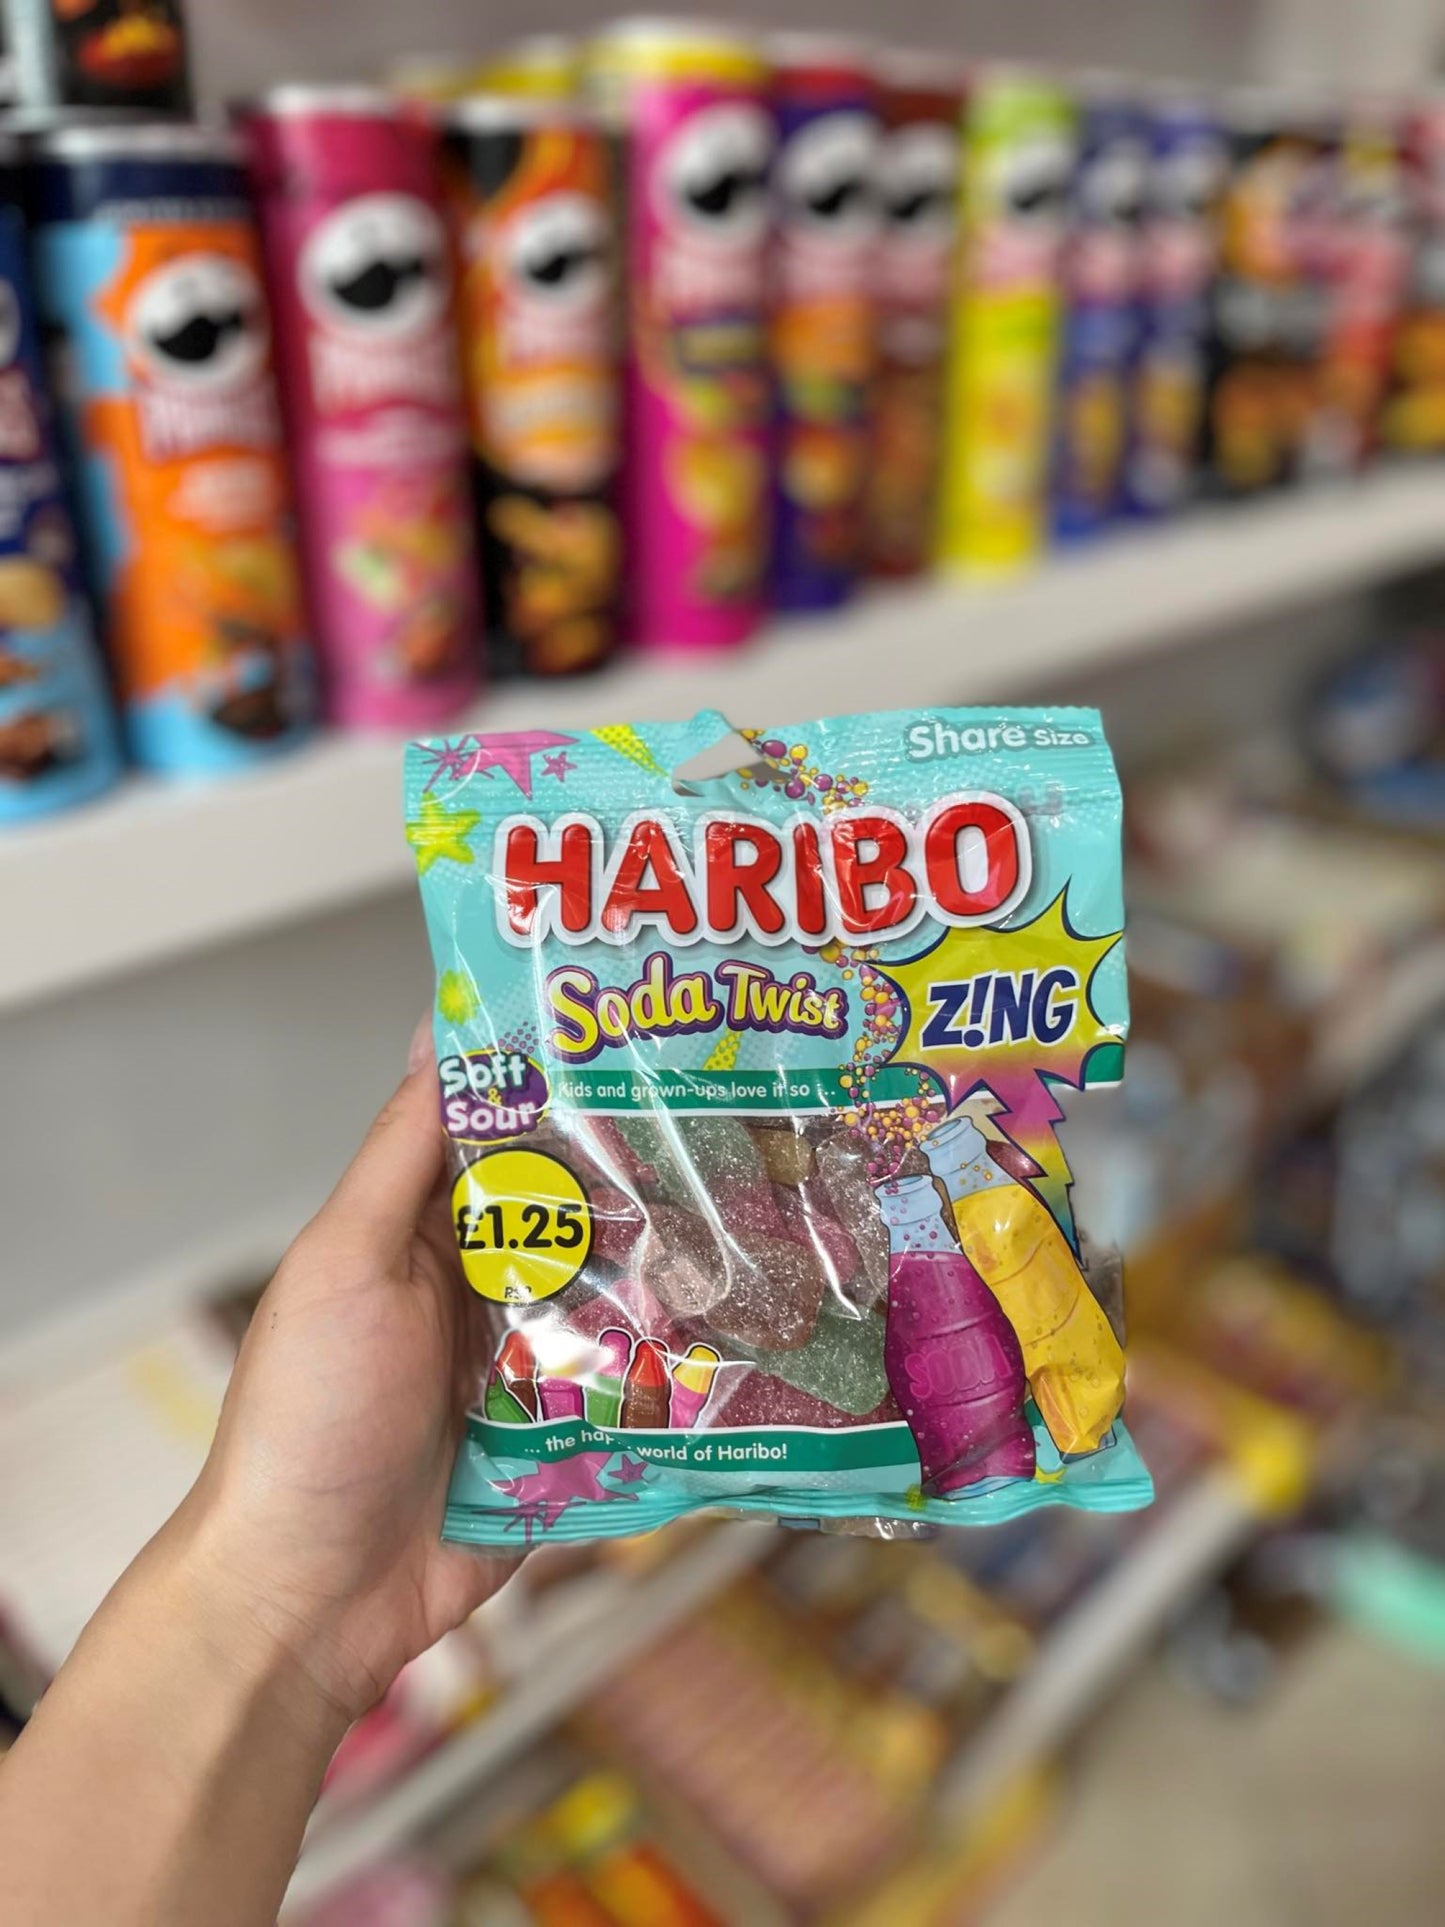 Share Size
HARIBO
Soda Twist
Z!NG
Soft
&
Sour
Kids and grown-ups love it so ...
£1.25
RSP
SODA
... the world of Haribo!